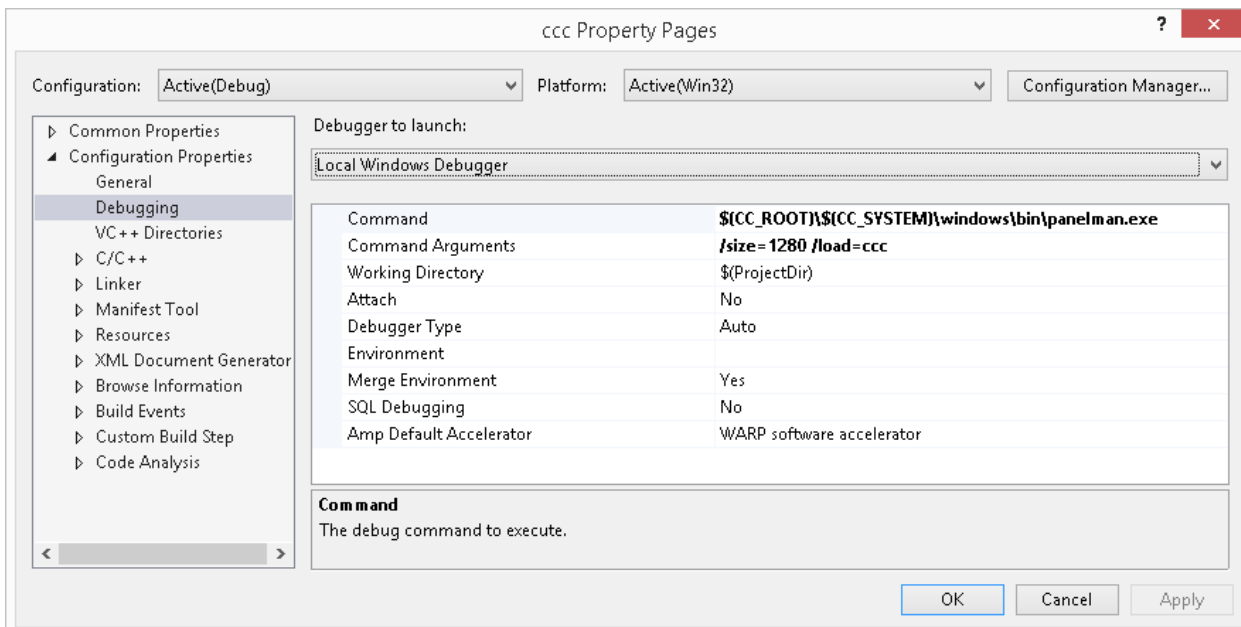 ccc Property Pages
?
Configuration: Active(Debug) Platform: Active(Win32) Configuration Manager...
Common Properties
Configuration Properties
General
Debugging
VC++ Directories
C/C++
Linker
Manifest Tool
Resources
XML Document Generator
Browse Information
Build Events
Custom Build Step
Code Analysis
Debugger to launch:
Local Windows Debugger
Command $(CC_ROOT)\$(CC_SYSTEM)\windows\bin\panelman.exe
Command Arguments /size=1280 /load=ccc
Working Directory $(ProjectDir)
Attach No
Debugger Type Auto
Environment
Merge Environment Yes
SQL Debugging No
Amp Default Accelerator WARP software accelerator
Command
The debug command to execute.
OK Cancel Apply